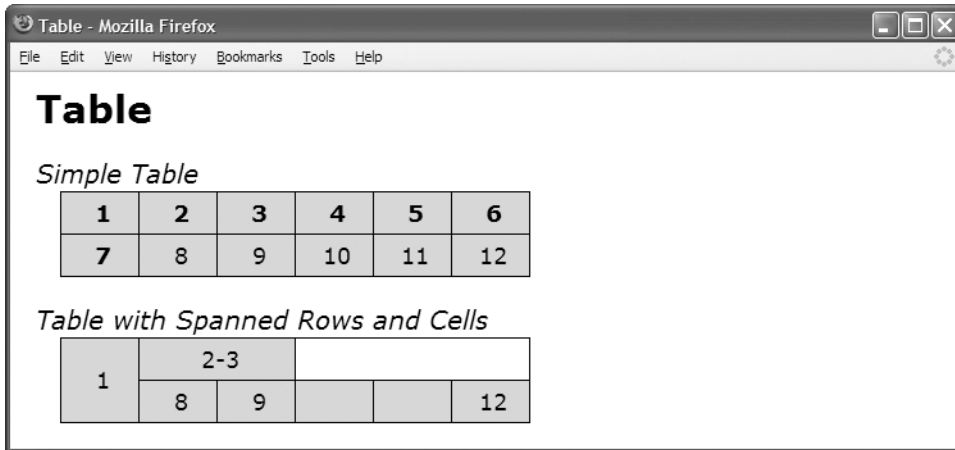 Table - Mozilla Firefox
File Edit View History Bookmarks Tools Help
Table
Simple Table
1 2 3 4 5 6
7 8 9 10 11 12
Table with Spanned Rows and Cells
1 2-3
8 9 12